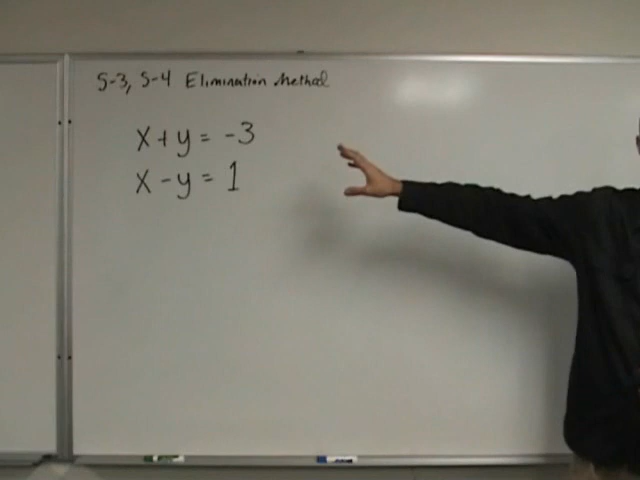 5-3, 5-4 Elimination Method
x + y = -3
x - y = 1